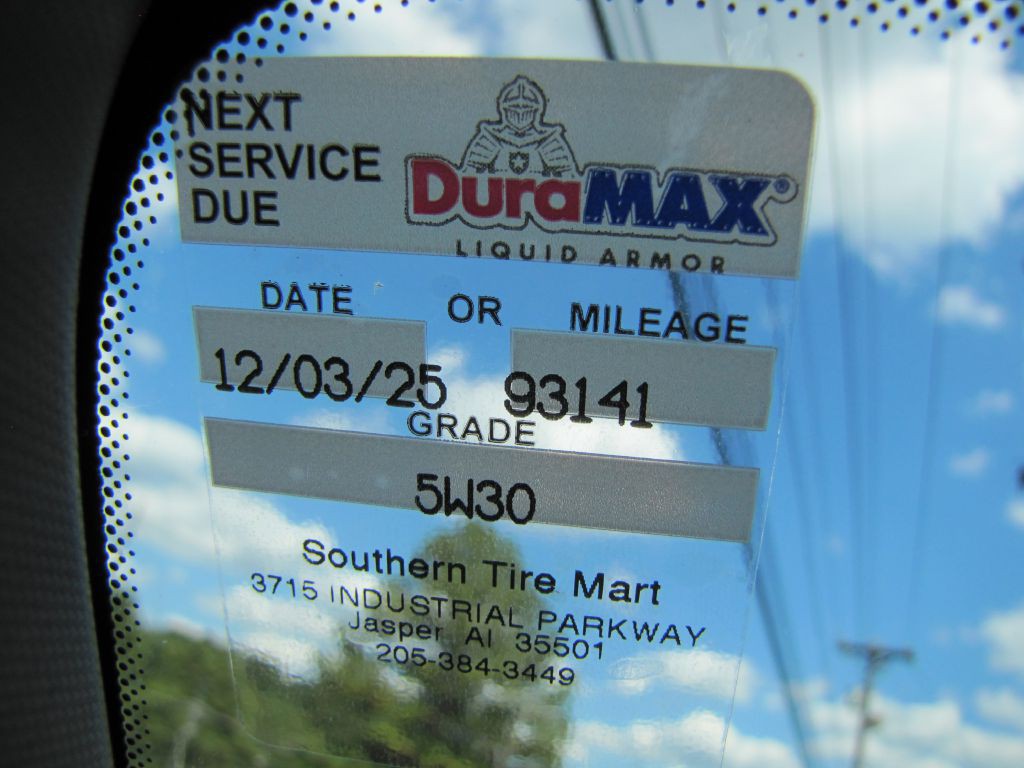 NEXT
SERVICE
DUE
DuraMAX®
LIQUID ARMOR
DATE OR MILEAGE
12/03/25 93141
GRADE
5W30
Southern Tire Mart
3715 INDUSTRIAL PARKWAY
Jasper Al 35501
205-384-3449